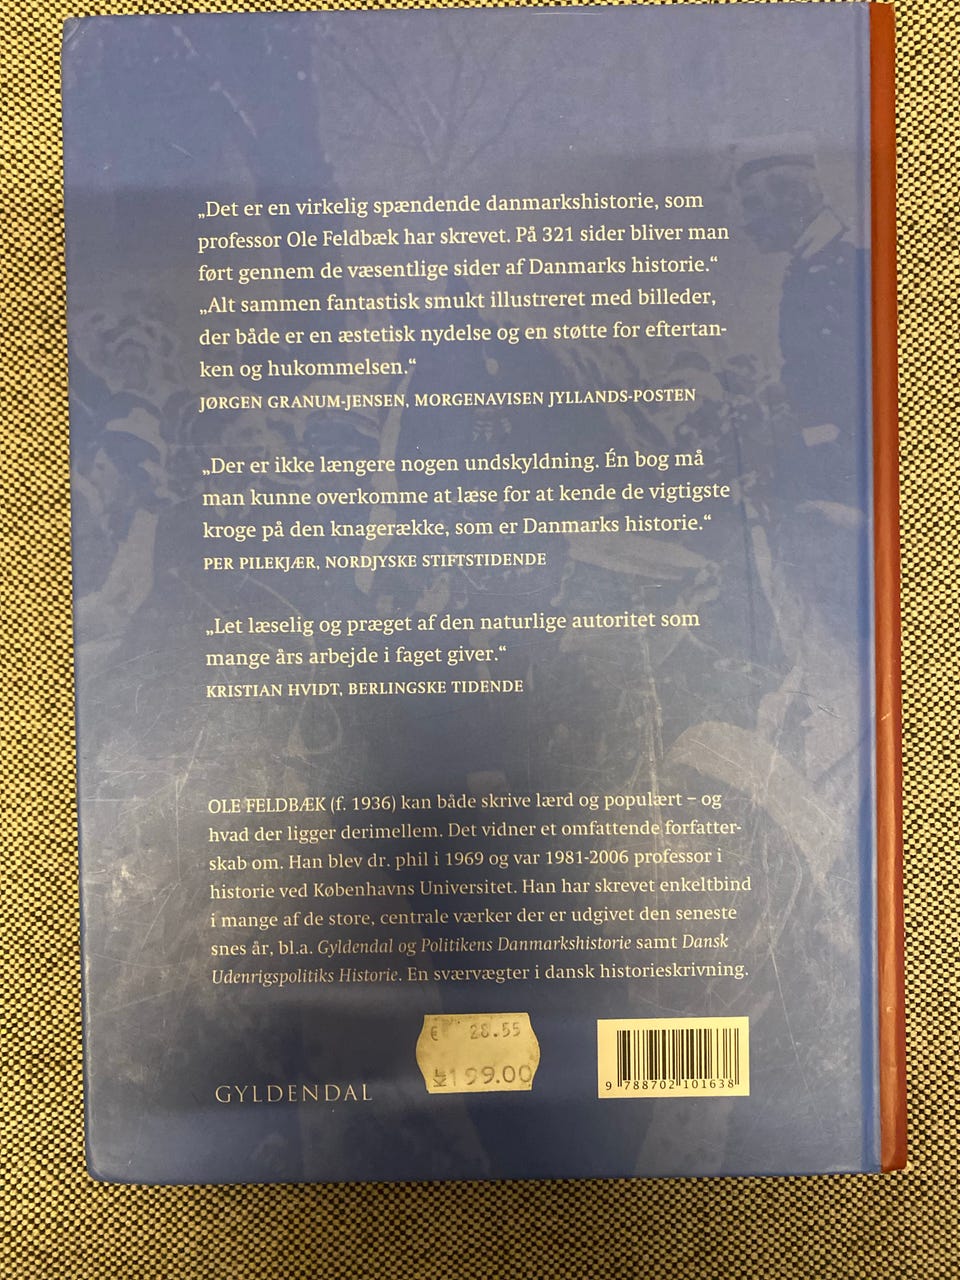 „Det er en virkelig spændende danmarkshistorie, som
professor Ole Feldbæk har skrevet. På 321 sider bliver man
ført gennem de væsentlige sider af Danmarks historie.“
„Alt sammen fantastisk smukt illustreret med billeder,
der både er en æstetisk nydelse og en støtte for eftertan-
ken og hukommelsen.“
JØRGEN GRANUM-JENSEN, MORGENAVISEN JYLLANDS-POSTEN
„Der er ikke længere nogen undskyldning. Én bog må
man kunne overkomme at læse for at kende de vigtigste
kroge på den knagerække, som er Danmarks historie.“
PER PILEKJÆR, NORDJYSKE STIFTSTIDENDE
„Let læselig og præget af den naturlige autoritet som
mange års arbejde i faget giver.“
KRISTIAN HVIDT, BERLINGSKE TIDENDE
OLE FELDBÆK (f. 1936) kan både skrive lærd og populært – og
hvad der ligger derimellem. Det vidner et omfattende forfatter-
skab om. Han blev dr. phil i 1969 og var 1981-2006 professor i
historie ved Københavns Universitet. Han har skrevet enkeltbind
i mange af de store, centrale værker der er udgivet den seneste
snes år, bl.a. Gyldendal og Politikens Danmarkshistorie samt Dansk
Udenrigspolitiks Historie. En sværvægter i dansk historieskrivning.
€ 28.55
Kr 199.00
GYLDENDAL
9 788702 101638